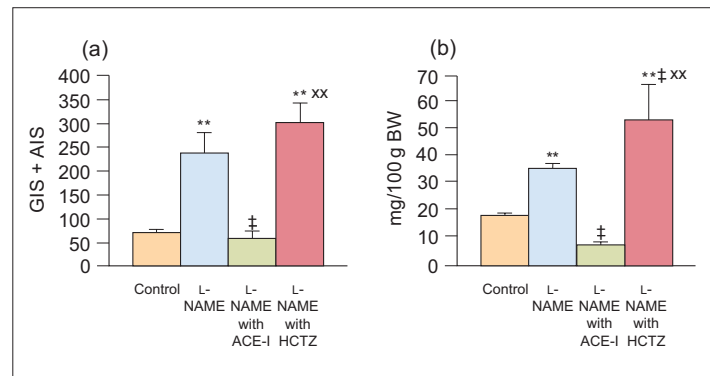 (a)
GIS + AIS
400
350
300
250
200
150
100
50
0
**
‡
** xx
Control
L-
NAME
L-
NAME
with
ACE-I
L-
NAME
with
HCTZ
(b)
mg/100 g BW
70
60
50
40
30
20
10
0
**
‡
**‡ xx
Control
L-
NAME
L-
NAME
with
ACE-I
L-
NAME
with
HCTZ